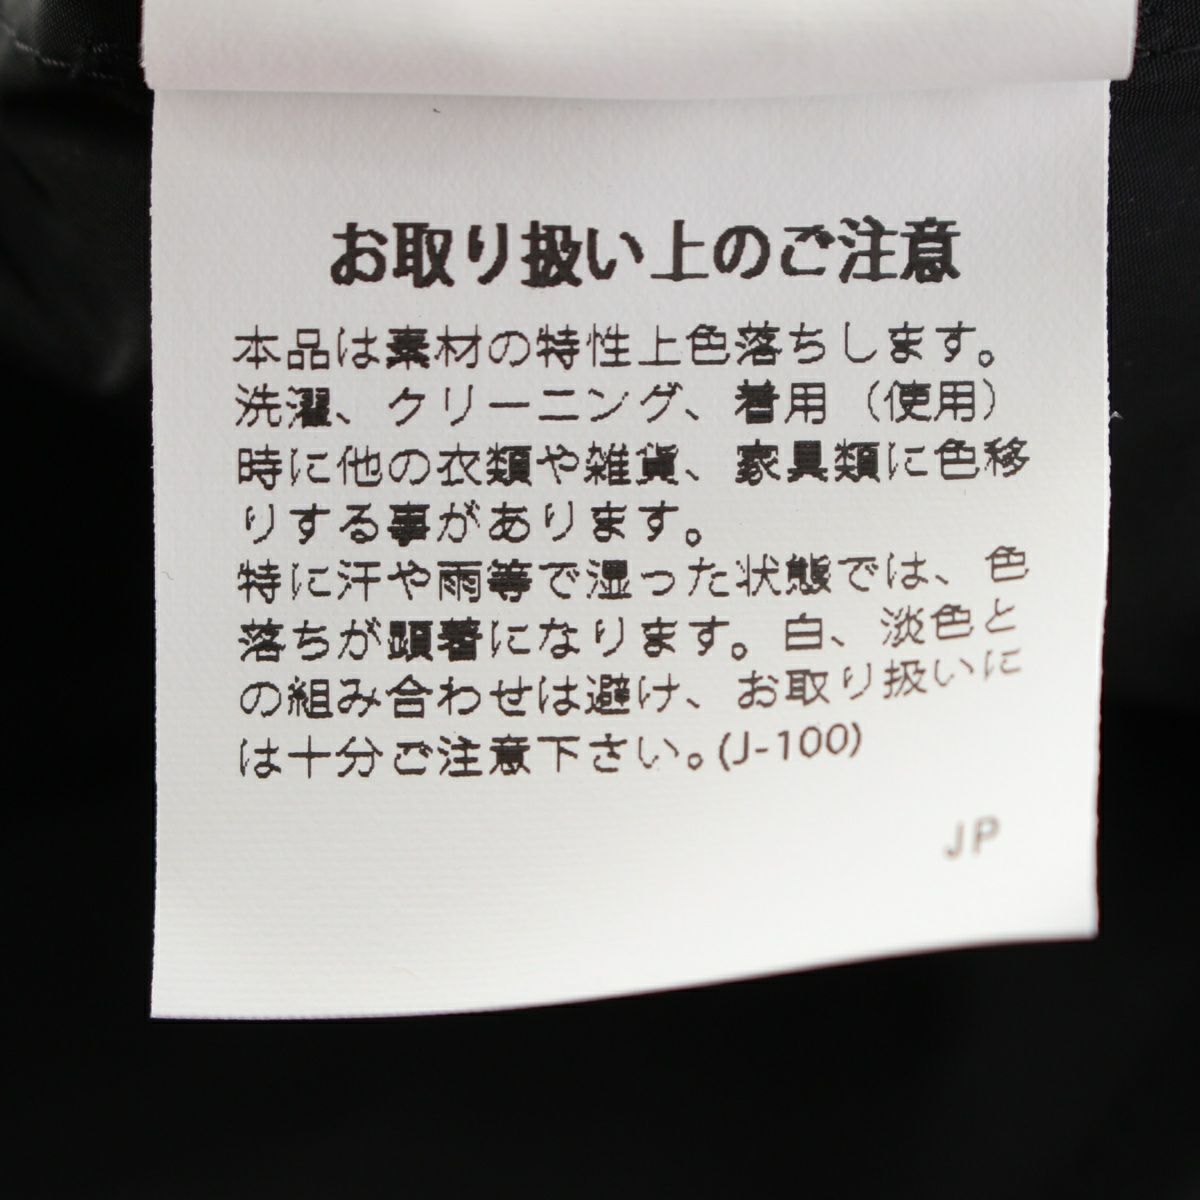 お取り扱い上のご注意
本品は素材の特性上色落ちします。
洗濯、クリーニング、着用（使用）
時に他の衣類や雑貨、家具類に色移
りする事があります。
特に汗や雨等で湿った状態では、色
落ちが顕著になります。白、淡色と
の組み合わせは避け、お取り扱いに
は十分ご注意下さい。(J-100)
JP